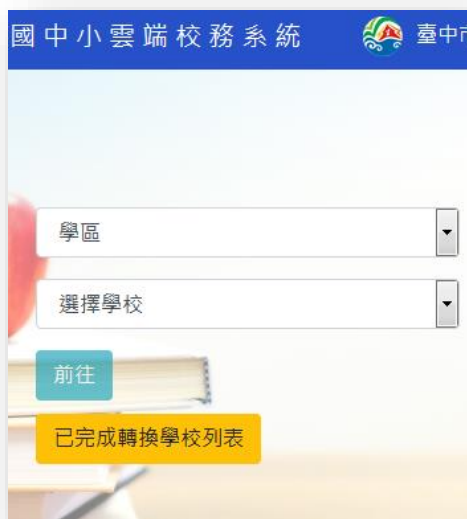 國中小雲端校務系統 臺中市
學區
選擇學校
前往
已完成轉換學校列表